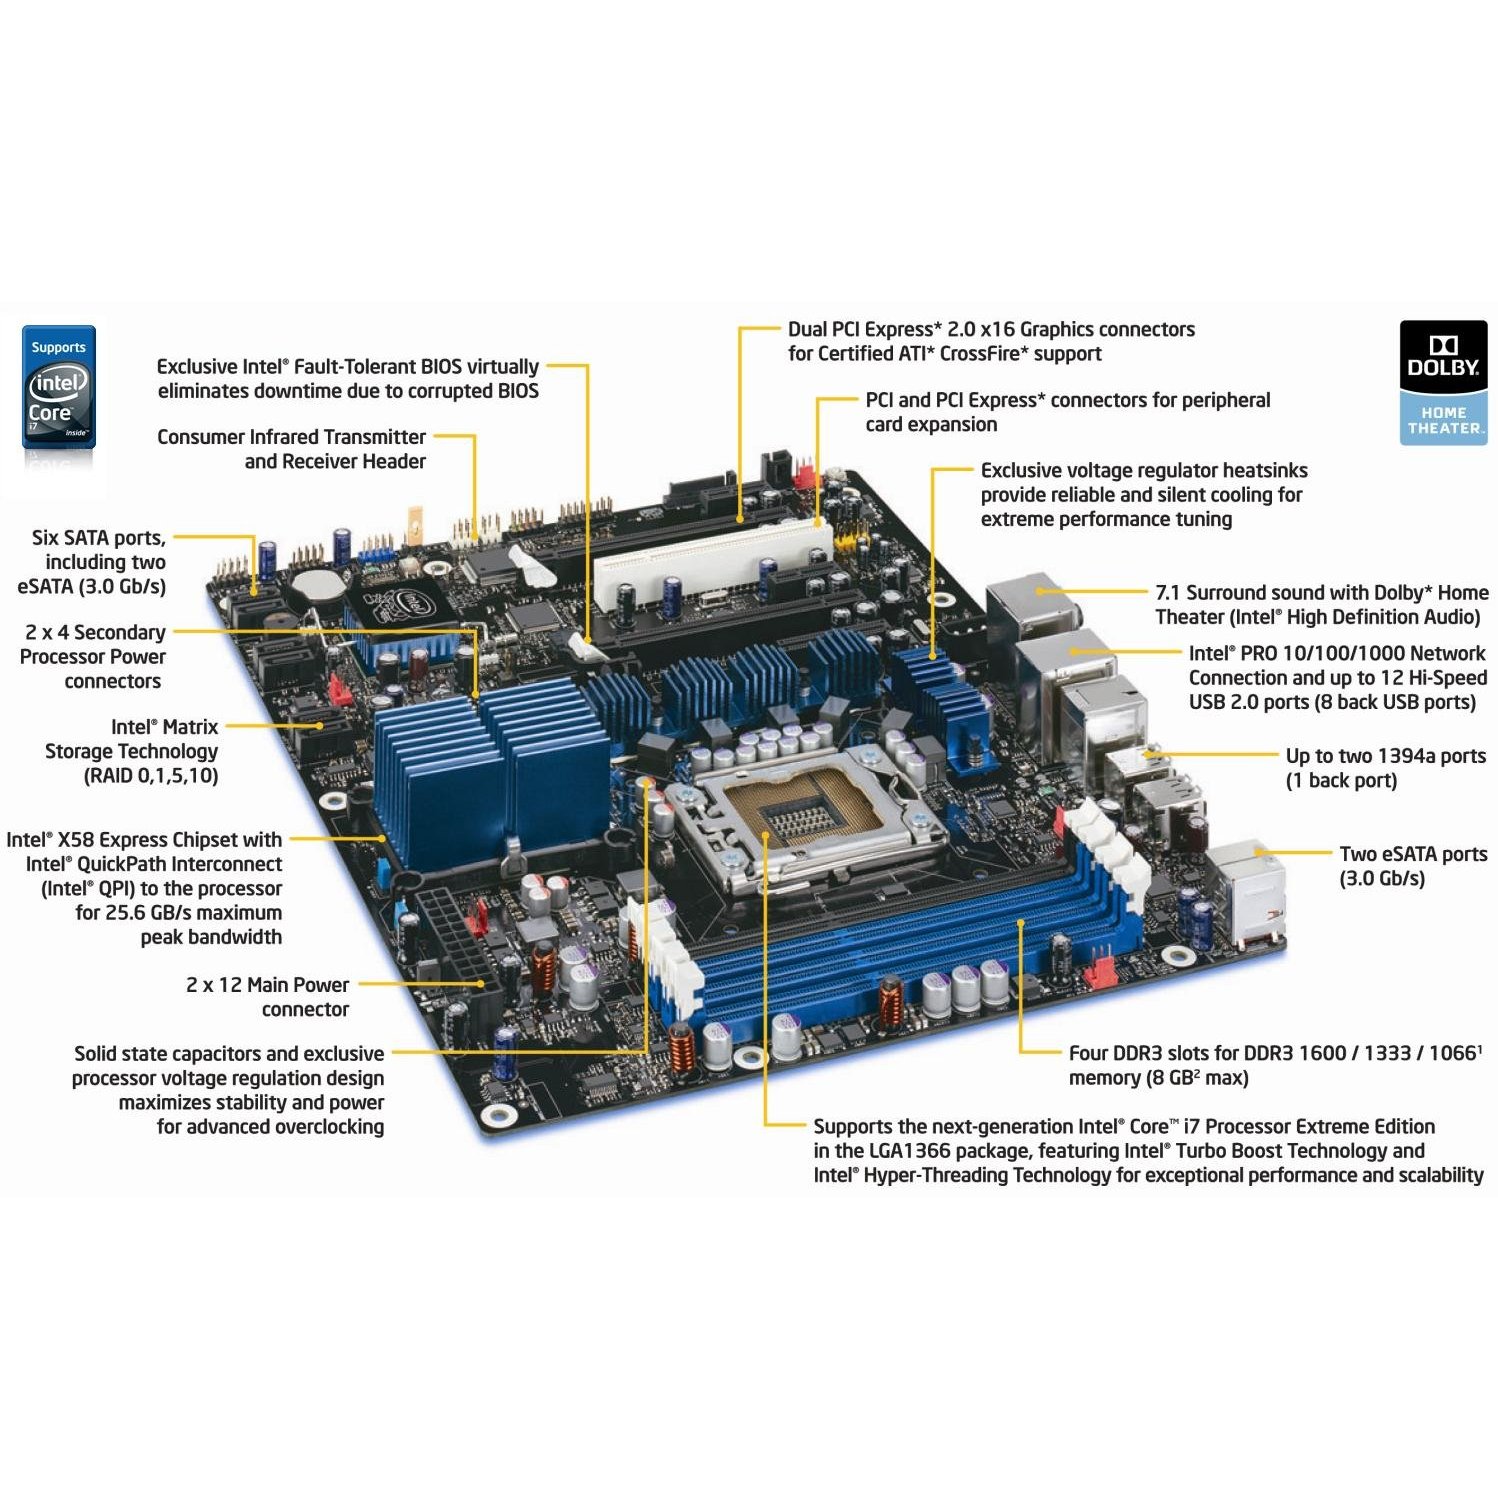 Supports
intel
Core
i7
inside™
Exclusive Intel® Fault-Tolerant BIOS virtually
eliminates downtime due to corrupted BIOS
Consumer Infrared Transmitter
and Receiver Header
Six SATA ports,
including two
eSATA (3.0 Gb/s)
2 x 4 Secondary
Processor Power
connectors
Intel® Matrix
Storage Technology
(RAID 0,1,5,10)
Intel® X58 Express Chipset with
Intel® QuickPath Interconnect
(Intel® QPI) to the processor
for 25.6 GB/s maximum
peak bandwidth
2 x 12 Main Power
connector
Solid state capacitors and exclusive
processor voltage regulation design
maximizes stability and power
for advanced overclocking
Dual PCI Express* 2.0 x16 Graphics connectors
for Certified ATI* CrossFire* support
PCI and PCI Express* connectors for peripheral
card expansion
Exclusive voltage regulator heatsinks
provide reliable and silent cooling for
extreme performance tuning
DOLBY.
HOME
THEATER™
7.1 Surround sound with Dolby* Home
Theater (Intel® High Definition Audio)
Intel® PRO 10/100/1000 Network
Connection and up to 12 Hi-Speed
USB 2.0 ports (8 back USB ports)
Up to two 1394a ports
(1 back port)
Two eSATA ports
(3.0 Gb/s)
Four DDR3 slots for DDR3 1600 / 1333 / 1066¹
memory (8 GB² max)
Supports the next-generation Intel® Core™ i7 Processor Extreme Edition
in the LGA1366 package, featuring Intel® Turbo Boost Technology and
Intel® Hyper-Threading Technology for exceptional performance and scalability
intel